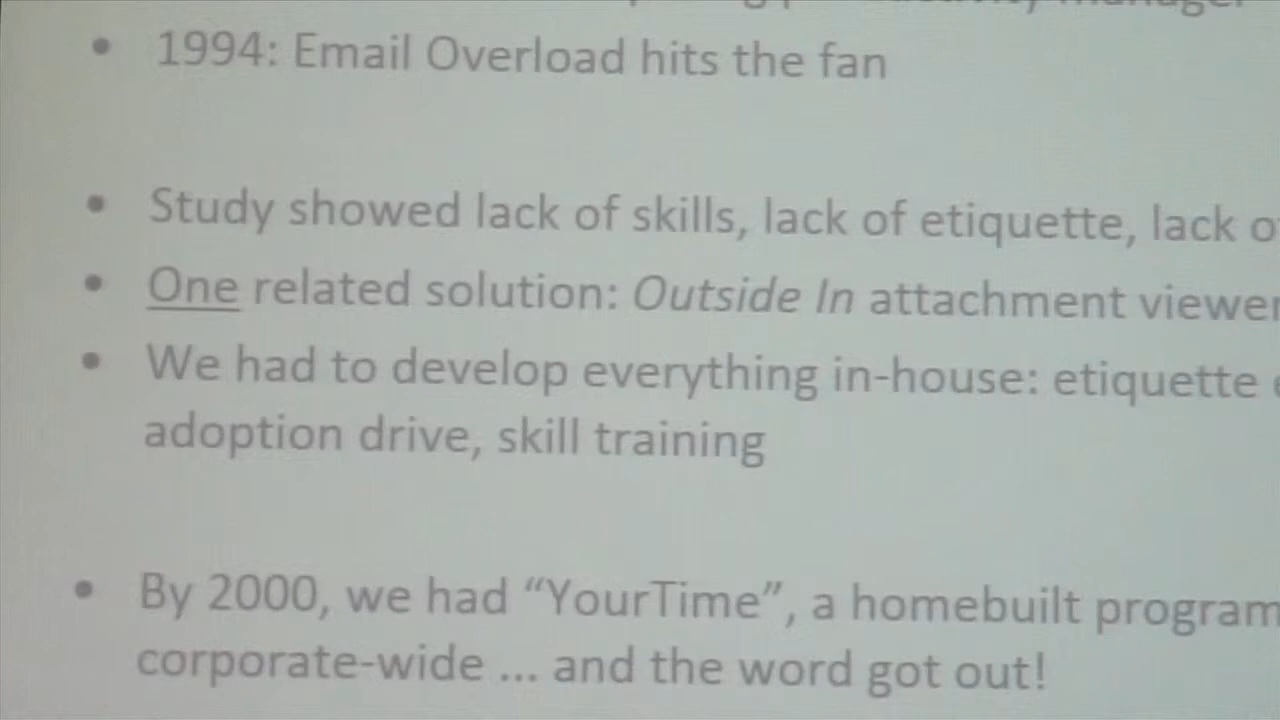 manager
• 1994: Email Overload hits the fan
• Study showed lack of skills, lack of etiquette, lack
• One related solution: Outside In attachment viewer
• We had to develop everything in-house: etiquette
adoption drive, skill training
• By 2000, we had “YourTime”, a homebuilt program
corporate-wide ... and the word got out!